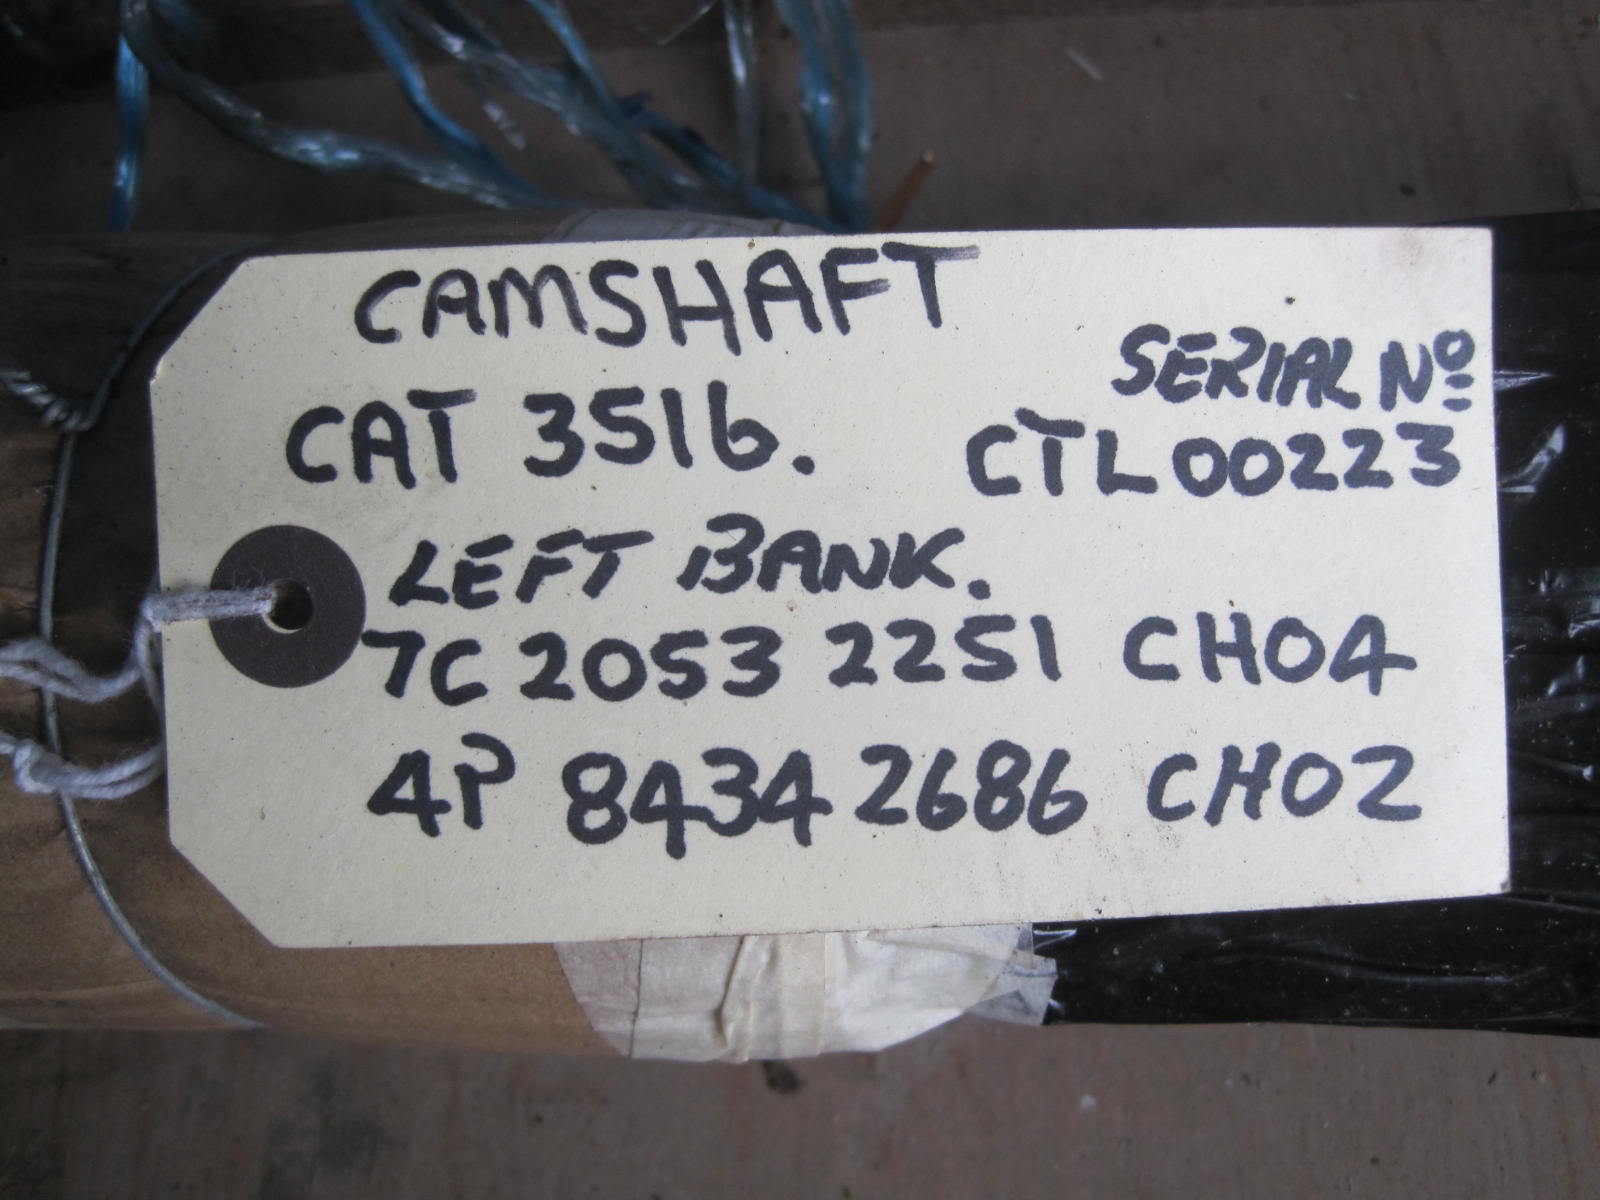 CAMSHAFT
CAT 3516.
SERIAL Nº
CTL00223
LEFT BANK.
7C 2053 2251 CH04
4P 8434 2686 CH02